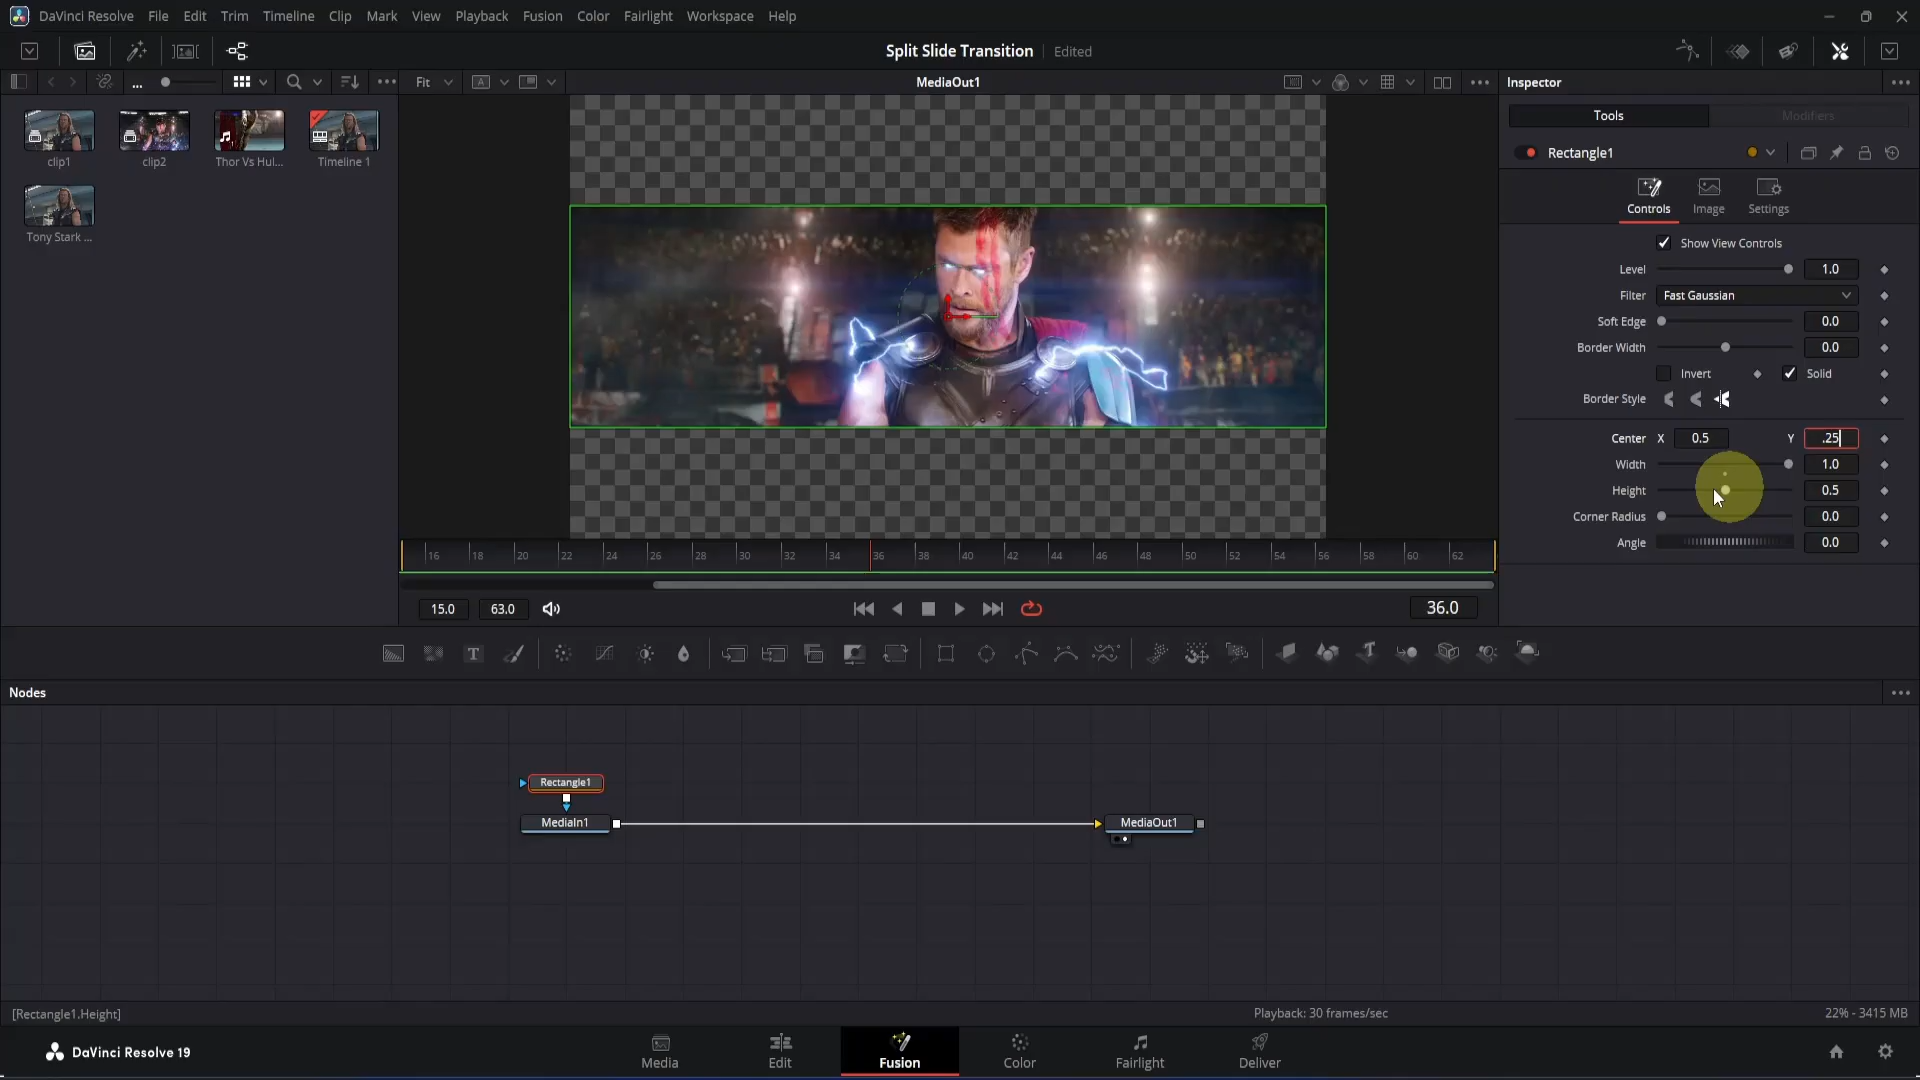 DaVinci Resolve File Edit Trim Timeline Clip Mark View Playback Fusion Color Fairlight Workspace Help
Split Slide Transition Edited
... Fit A MediaOut1 Inspector
Tools Modifiers
clip1 clip2 Thor Vs Hul... Timeline 1
Tony Stark ...
Rectangle1
Controls Image Settings
Show View Controls
Level 1.0
Filter Fast Gaussian
Soft Edge 0.0
Border Width 0.0
Invert Solid
Border Style
Center X 0.5 Y .25
Width 1.0
Height 0.5
Corner Radius 0.0
Angle 0.0
16 18 20 22 24 26 28 30 32 34 36 38 40 42 44 46 48 50 52 54 56 58 60 62
15.0 63.0 36.0
T
Nodes
Rectangle1
MediaIn1 MediaOut1
[Rectangle1.Height] Playback: 30 frames/sec 22% - 3415 MB
DaVinci Resolve 19 Media Edit Fusion Color Fairlight Deliver